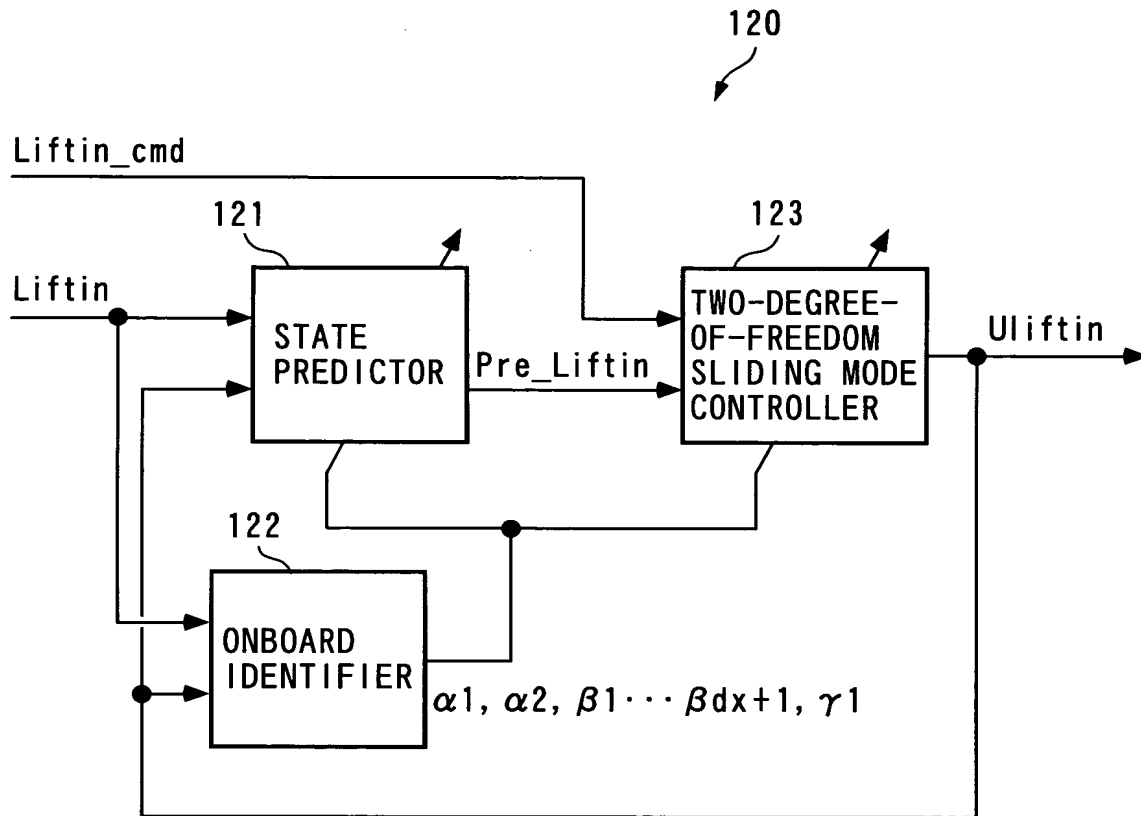 120
Liftin_cmd
121
123
Liftin
STATE
PREDICTOR
Pre_Liftin
TWO-DEGREE-
OF-FREEDOM
SLIDING MODE
CONTROLLER
Uliftin
122
ONBOARD
IDENTIFIER
α1, α2, β1··· βdx+1, γ1